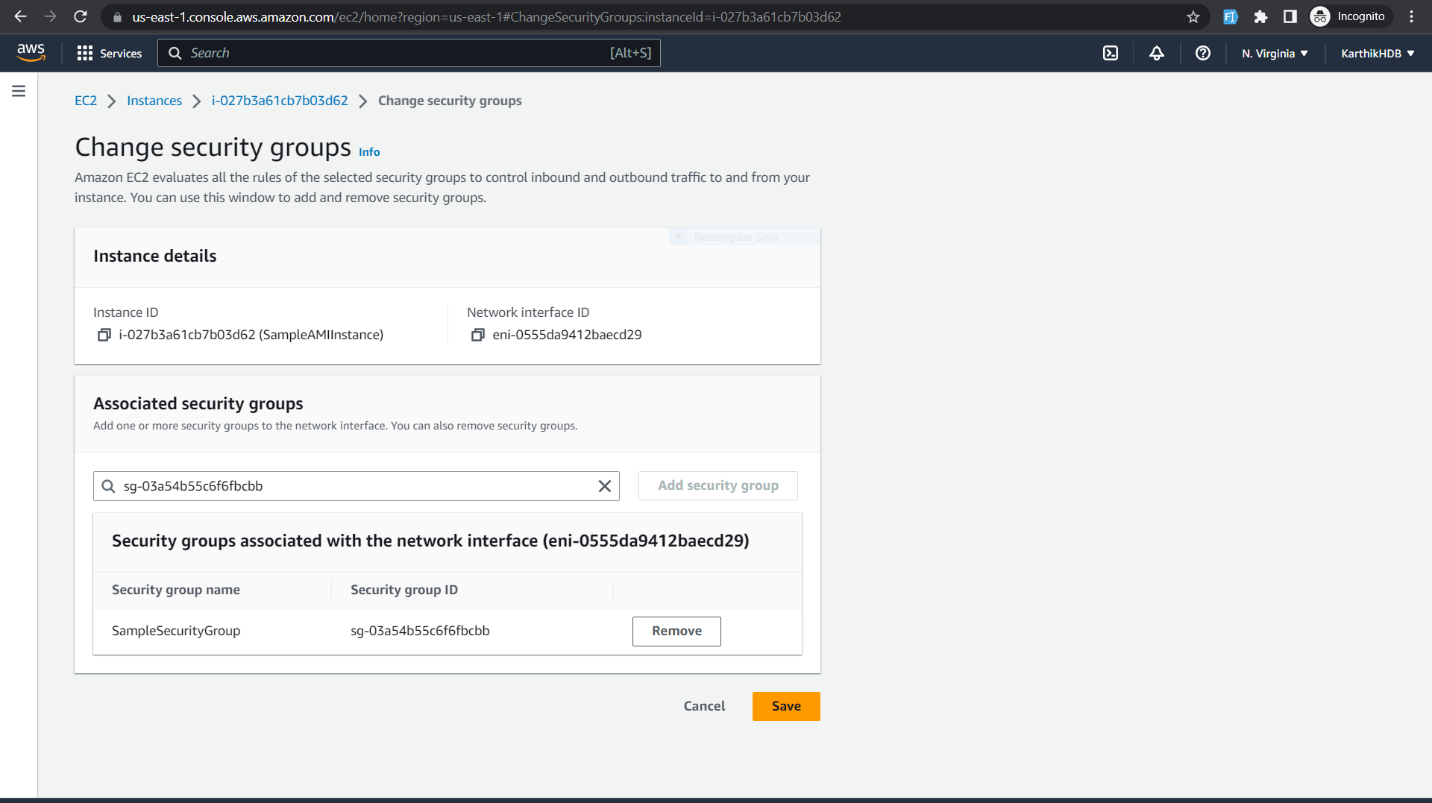 us-east-1.console.aws.amazon.com/ec2/home?region=us-east-1#ChangeSecurityGroups:instanceId=i-027b3a61cb7b03d62
Incognito
aws
Services
Search
[Alt+S]
N. Virginia
KarthikHDB
EC2 > Instances > i-027b3a61cb7b03d62 > Change security groups
Change security groups Info
Amazon EC2 evaluates all the rules of the selected security groups to control inbound and outbound traffic to and from your
instance. You can use this window to add and remove security groups.
Rectangular Snip
Instance details
Instance ID
i-027b3a61cb7b03d62 (SampleAMIInstance)
Network interface ID
eni-0555da9412baecd29
Associated security groups
Add one or more security groups to the network interface. You can also remove security groups.
sg-03a54b55c6f6fbcbb
Add security group
Security groups associated with the network interface (eni-0555da9412baecd29)
Security group name Security group ID
SampleSecurityGroup sg-03a54b55c6f6fbcbb Remove
Cancel Save